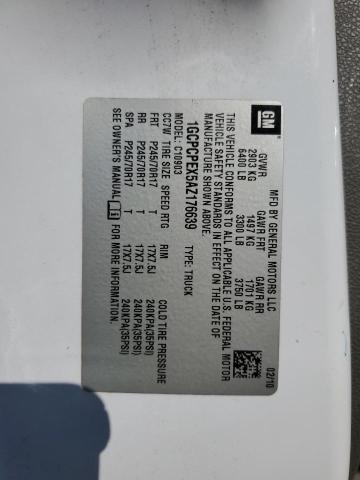 GM
MFD BY GENERAL MOTORS LLC
02/10
GVWR GAWR FRT GAWR RR
2903 KG 1497 KG 1701 KG
6400 LB 3300 LB 3750 LB
THIS VEHICLE CONFORMS TO ALL APPLICABLE U.S. FEDERAL MOTOR
VEHICLE SAFETY STANDARDS IN EFFECT ON THE DATE OF
MANUFACTURE SHOWN ABOVE.
1GCPCPEX5AZ176639 TYPE: TRUCK
MODEL: C10903
CC7W TIRE SIZE SPEED RTG RIM COLD TIRE PRESSURE
FRT P245/70R17 T 17X7.5J 240KPA(35PSI)
RR P245/70R17 T 17X7.5J 240KPA(35PSI)
SPA P245/70R17 T 17X7.5J 240KPA(35PSI)
SEE OWNER'S MANUAL FOR MORE INFORMATION.